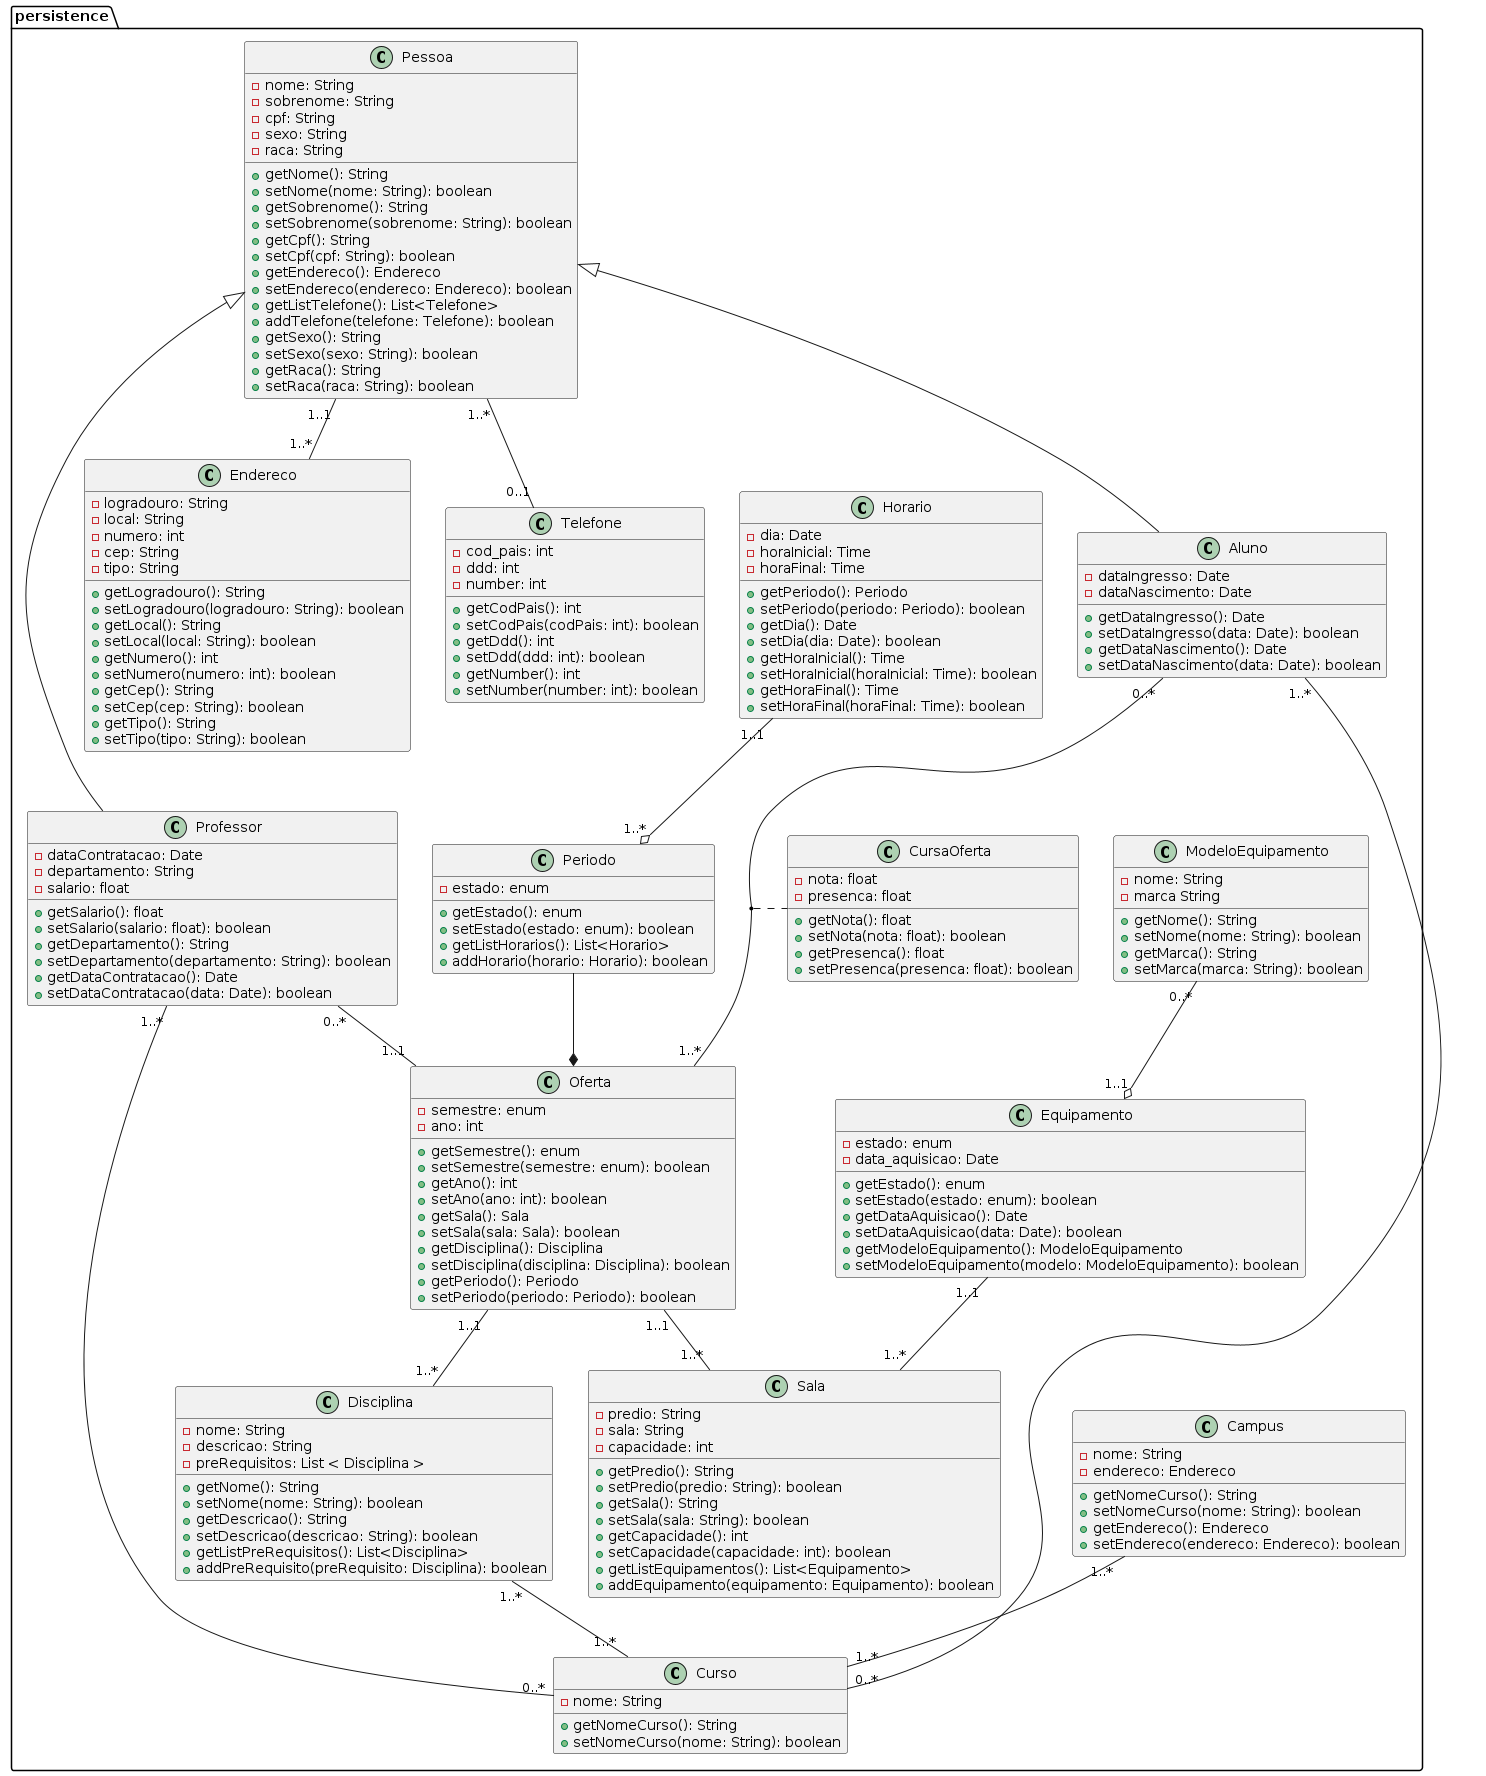 persistence
C Pessoa
nome: String
sobrenome: String
cpf: String
sexo: String
raca: String
getNome(): String
setNome(nome: String): boolean
getSobrenome(): String
setSobrenome(sobrenome: String): boolean
getCpf(): String
setCpf(cpf: String): boolean
getEndereco(): Endereco
setEndereco(endereco: Endereco): boolean
getListTelefone(): List<Telefone>
addTelefone(telefone: Telefone): boolean
getSexo(): String
setSexo(sexo: String): boolean
getRaca(): String
setRaca(raca: String): boolean
1..1
1..*
1..*
0..1
C Endereco
logradouro: String
local: String
numero: int
cep: String
tipo: String
getLogradouro(): String
setLogradouro(logradouro: String): boolean
getLocal(): String
setLocal(local: String): boolean
getNumero(): int
setNumero(numero: int): boolean
getCep(): String
setCep(cep: String): boolean
getTipo(): String
setTipo(tipo: String): boolean
C Telefone
cod_pais: int
ddd: int
number: int
getCodPais(): int
setCodPais(codPais: int): boolean
getDdd(): int
setDdd(ddd: int): boolean
getNumber(): int
setNumber(number: int): boolean
C Horario
dia: Date
horaInicial: Time
horaFinal: Time
getPeriodo(): Periodo
setPeriodo(periodo: Periodo): boolean
getDia(): Date
setDia(dia: Date): boolean
getHoraInicial(): Time
setHoraInicial(horaInicial: Time): boolean
getHoraFinal(): Time
setHoraFinal(horaFinal: Time): boolean
C Aluno
dataIngresso: Date
dataNascimento: Date
getDataIngresso(): Date
setDataIngresso(data: Date): boolean
getDataNascimento(): Date
setDataNascimento(data: Date): boolean
0..*
1..*
1..1
1..*
C Professor
dataContratacao: Date
departamento: String
salario: float
getSalario(): float
setSalario(salario: float): boolean
getDepartamento(): String
setDepartamento(departamento: String): boolean
getDataContratacao(): Date
setDataContratacao(data: Date): boolean
C Periodo
estado: enum
getEstado(): enum
setEstado(estado: enum): boolean
getListHorarios(): List<Horario>
addHorario(horario: Horario): boolean
C CursaOferta
nota: float
presenca: float
getNota(): float
setNota(nota: float): boolean
getPresenca(): float
setPresenca(presenca: float): boolean
C ModeloEquipamento
nome: String
marca String
getNome(): String
setNome(nome: String): boolean
getMarca(): String
setMarca(marca: String): boolean
1..*
0..*
1..1
1..*
0..*
1..1
C Oferta
semestre: enum
ano: int
getSemestre(): enum
setSemestre(semestre: enum): boolean
getAno(): int
setAno(ano: int): boolean
getSala(): Sala
setSala(sala: Sala): boolean
getDisciplina(): Disciplina
setDisciplina(disciplina: Disciplina): boolean
getPeriodo(): Periodo
setPeriodo(periodo: Periodo): boolean
C Equipamento
estado: enum
data_aquisicao: Date
getEstado(): enum
setEstado(estado: enum): boolean
getDataAquisicao(): Date
setDataAquisicao(data: Date): boolean
getModeloEquipamento(): ModeloEquipamento
setModeloEquipamento(modelo: ModeloEquipamento): boolean
1..1
1..*
1..1
1..*
1..1
1..*
C Disciplina
nome: String
descricao: String
preRequisitos: List < Disciplina >
getNome(): String
setNome(nome: String): boolean
getDescricao(): String
setDescricao(descricao: String): boolean
getListPreRequisitos(): List<Disciplina>
addPreRequisito(preRequisito: Disciplina): boolean
C Sala
predio: String
sala: String
capacidade: int
getPredio(): String
setPredio(predio: String): boolean
getSala(): String
setSala(sala: String): boolean
getCapacidade(): int
setCapacidade(capacidade: int): boolean
getListEquipamentos(): List<Equipamento>
addEquipamento(equipamento: Equipamento): boolean
C Campus
nome: String
endereco: Endereco
getNomeCurso(): String
setNomeCurso(nome: String): boolean
getEndereco(): Endereco
setEndereco(endereco: Endereco): boolean
1..*
1..*
1..*
1..*
0..*
0..*
C Curso
nome: String
getNomeCurso(): String
setNomeCurso(nome: String): boolean